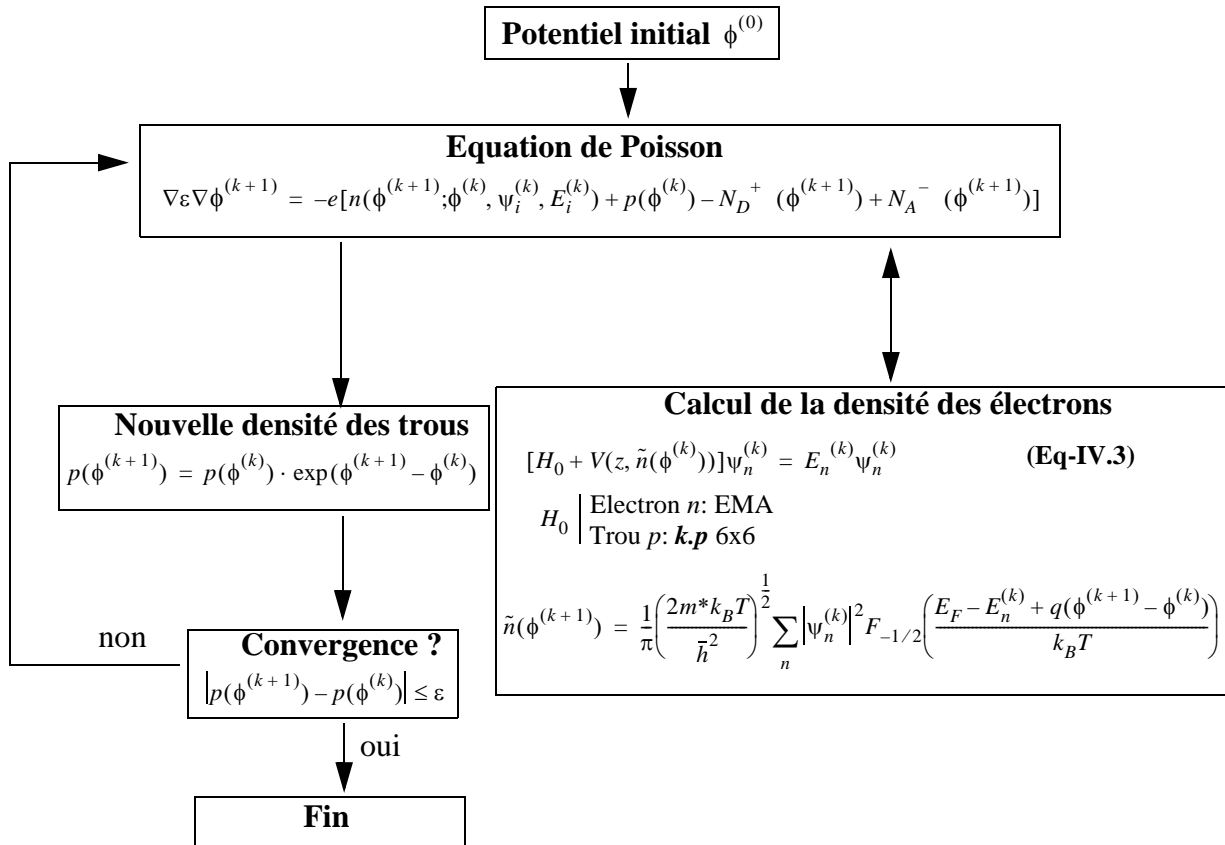 Potentiel initial ϕ^(0)
Equation de Poisson
∇ε∇ϕ^(k + 1) = –e[n(ϕ^(k + 1);ϕ^(k), ψ_i^(k), E_i^(k)) + p(ϕ^(k)) – N_D^+ (ϕ^(k + 1)) + N_A^– (ϕ^(k + 1))]
Nouvelle densité des trous
p(ϕ^(k + 1)) = p(ϕ^(k)) · exp(ϕ^(k + 1) – ϕ^(k))
Calcul de la densité des électrons
[H_0 + V(z, ñ(ϕ^(k)))]ψ_n^(k) = E_n^(k)ψ_n^(k) (Eq-IV.3)
H_0 | Electron n: EMA
Trou p: k.p 6x6
ñ(ϕ^(k + 1)) = 1/π (2m*k_BT / h̄^2)^(1/2) ∑_n |ψ_n^(k)|^2 F_–1/2((E_F – E_n^(k) + q(ϕ^(k + 1) – ϕ^(k))) / k_BT)
non
Convergence ?
|p(ϕ^(k + 1)) – p(ϕ^(k))| ≤ ε
oui
Fin